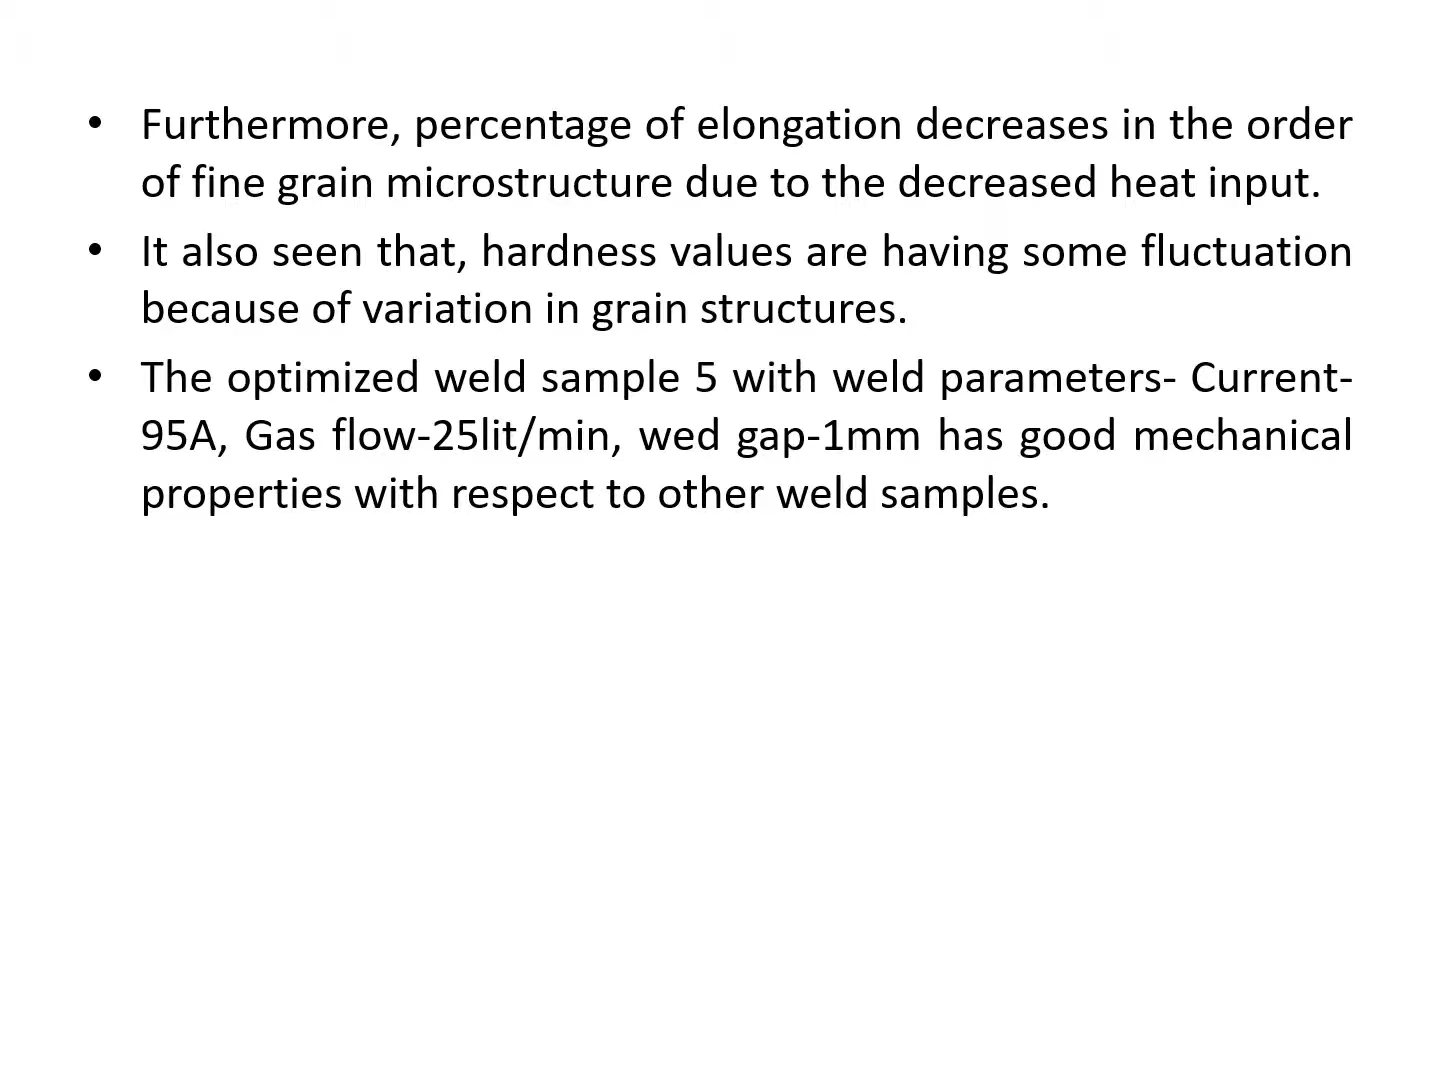 • Furthermore, percentage of elongation decreases in the order
of fine grain microstructure due to the decreased heat input.
• It also seen that, hardness values are having some fluctuation
because of variation in grain structures.
• The optimized weld sample 5 with weld parameters- Current-
95A, Gas flow-25lit/min, wed gap-1mm has good mechanical
properties with respect to other weld samples.